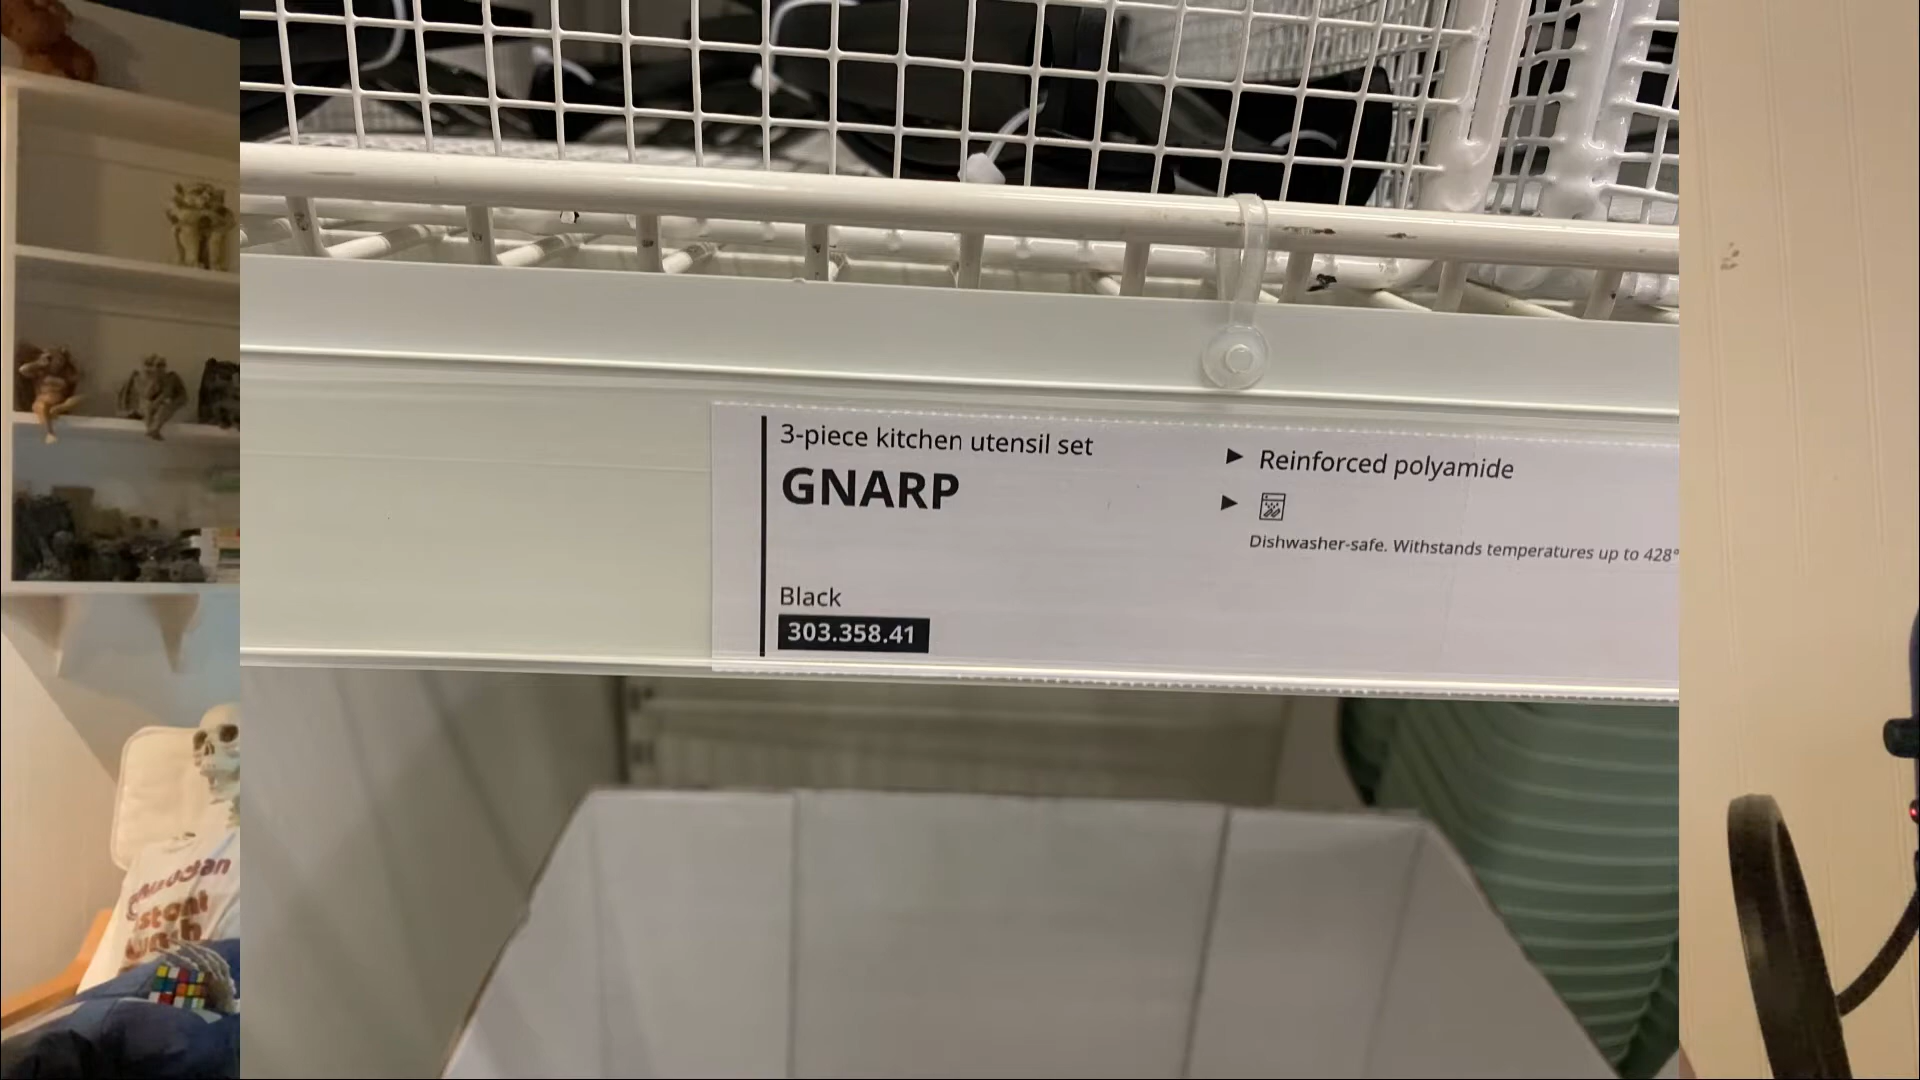 3-piece kitchen utensil set
GNARP
Black
303.358.41
Reinforced polyamide
Dishwasher-safe. Withstands temperatures up to 428°